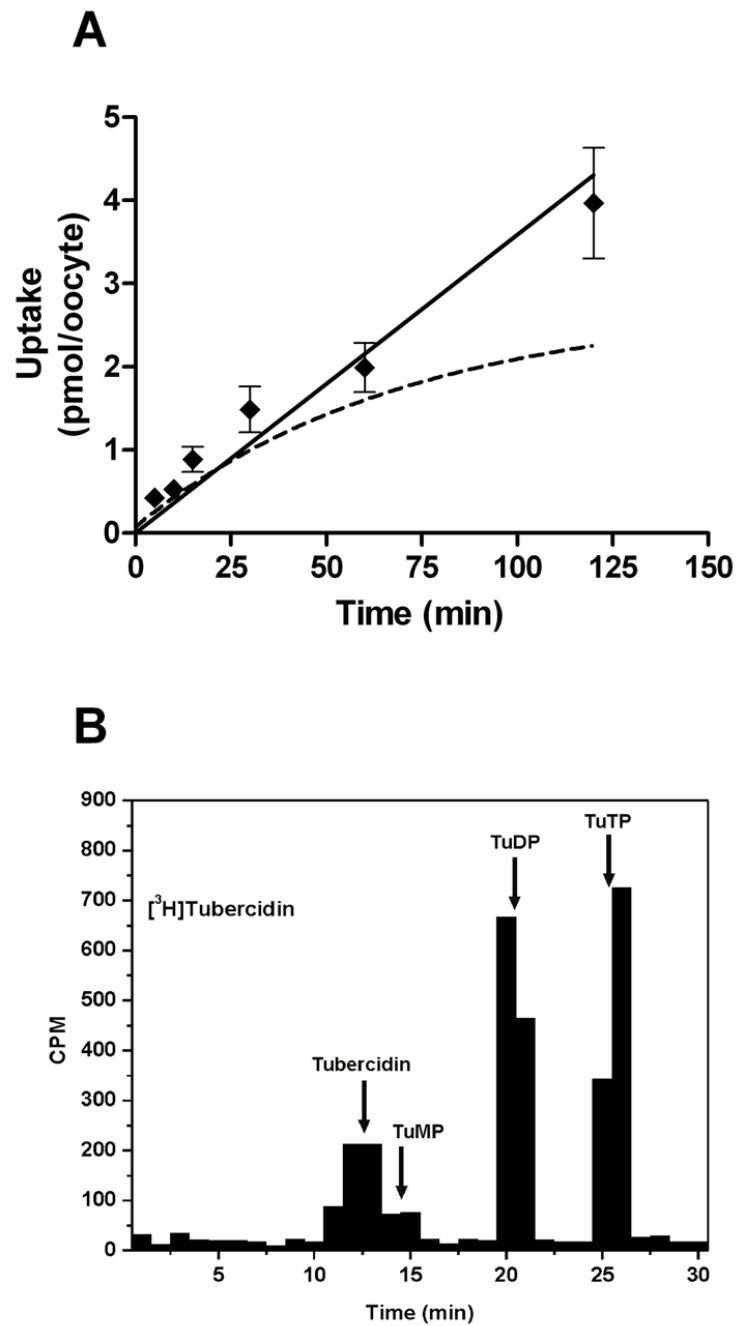 A
5
4
3
2
1
0
Uptake
(pmol/oocyte)
0 25 50 75 100 125 150
Time (min)
B
900
800
700
600
500
400
300
200
100
0
CPM
[³H]Tubercidin
Tubercidin
TuMP
TuDP
TuTP
5 10 15 20 25 30
Time (min)